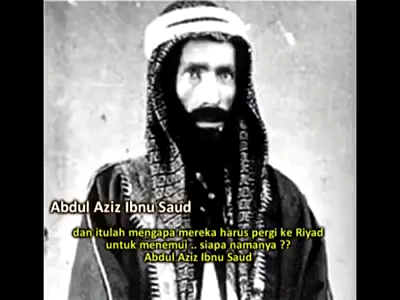 Abdul Aziz Ibnu Saud
dan itulah mengapa mereka harus pergi ke Riyad
untuk menemui .. siapa namanya ??
Abdul Aziz Ibnu Saud